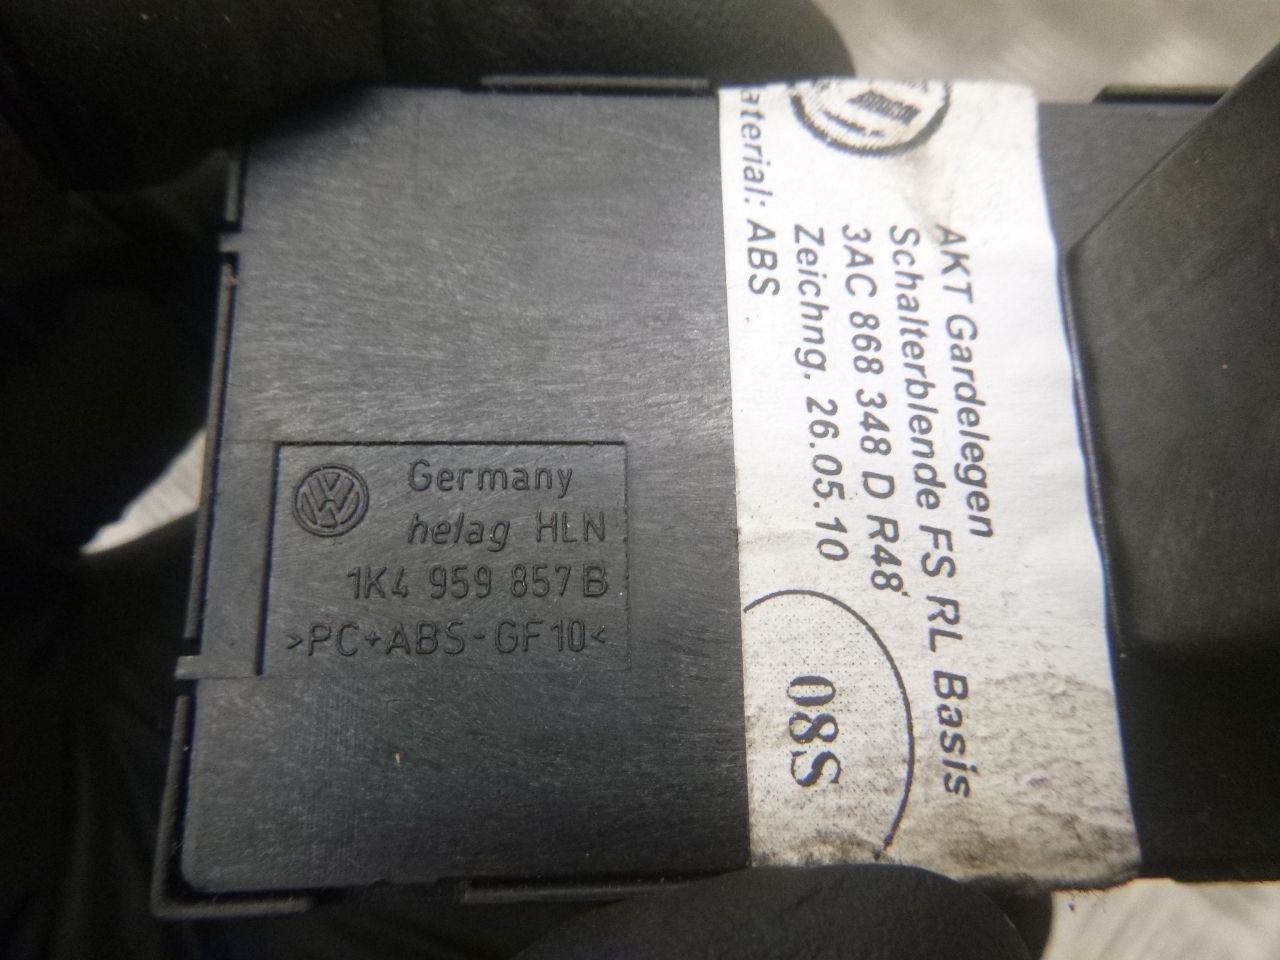 Germany
helag HLN
1K4 959 857 B
>PC+ABS-GF10<
AKT Gardelegen
Schalterblende FS RL Basis
3AC 868 348 D R48
Zeichng. 26.05.10
aterial: ABS
08S